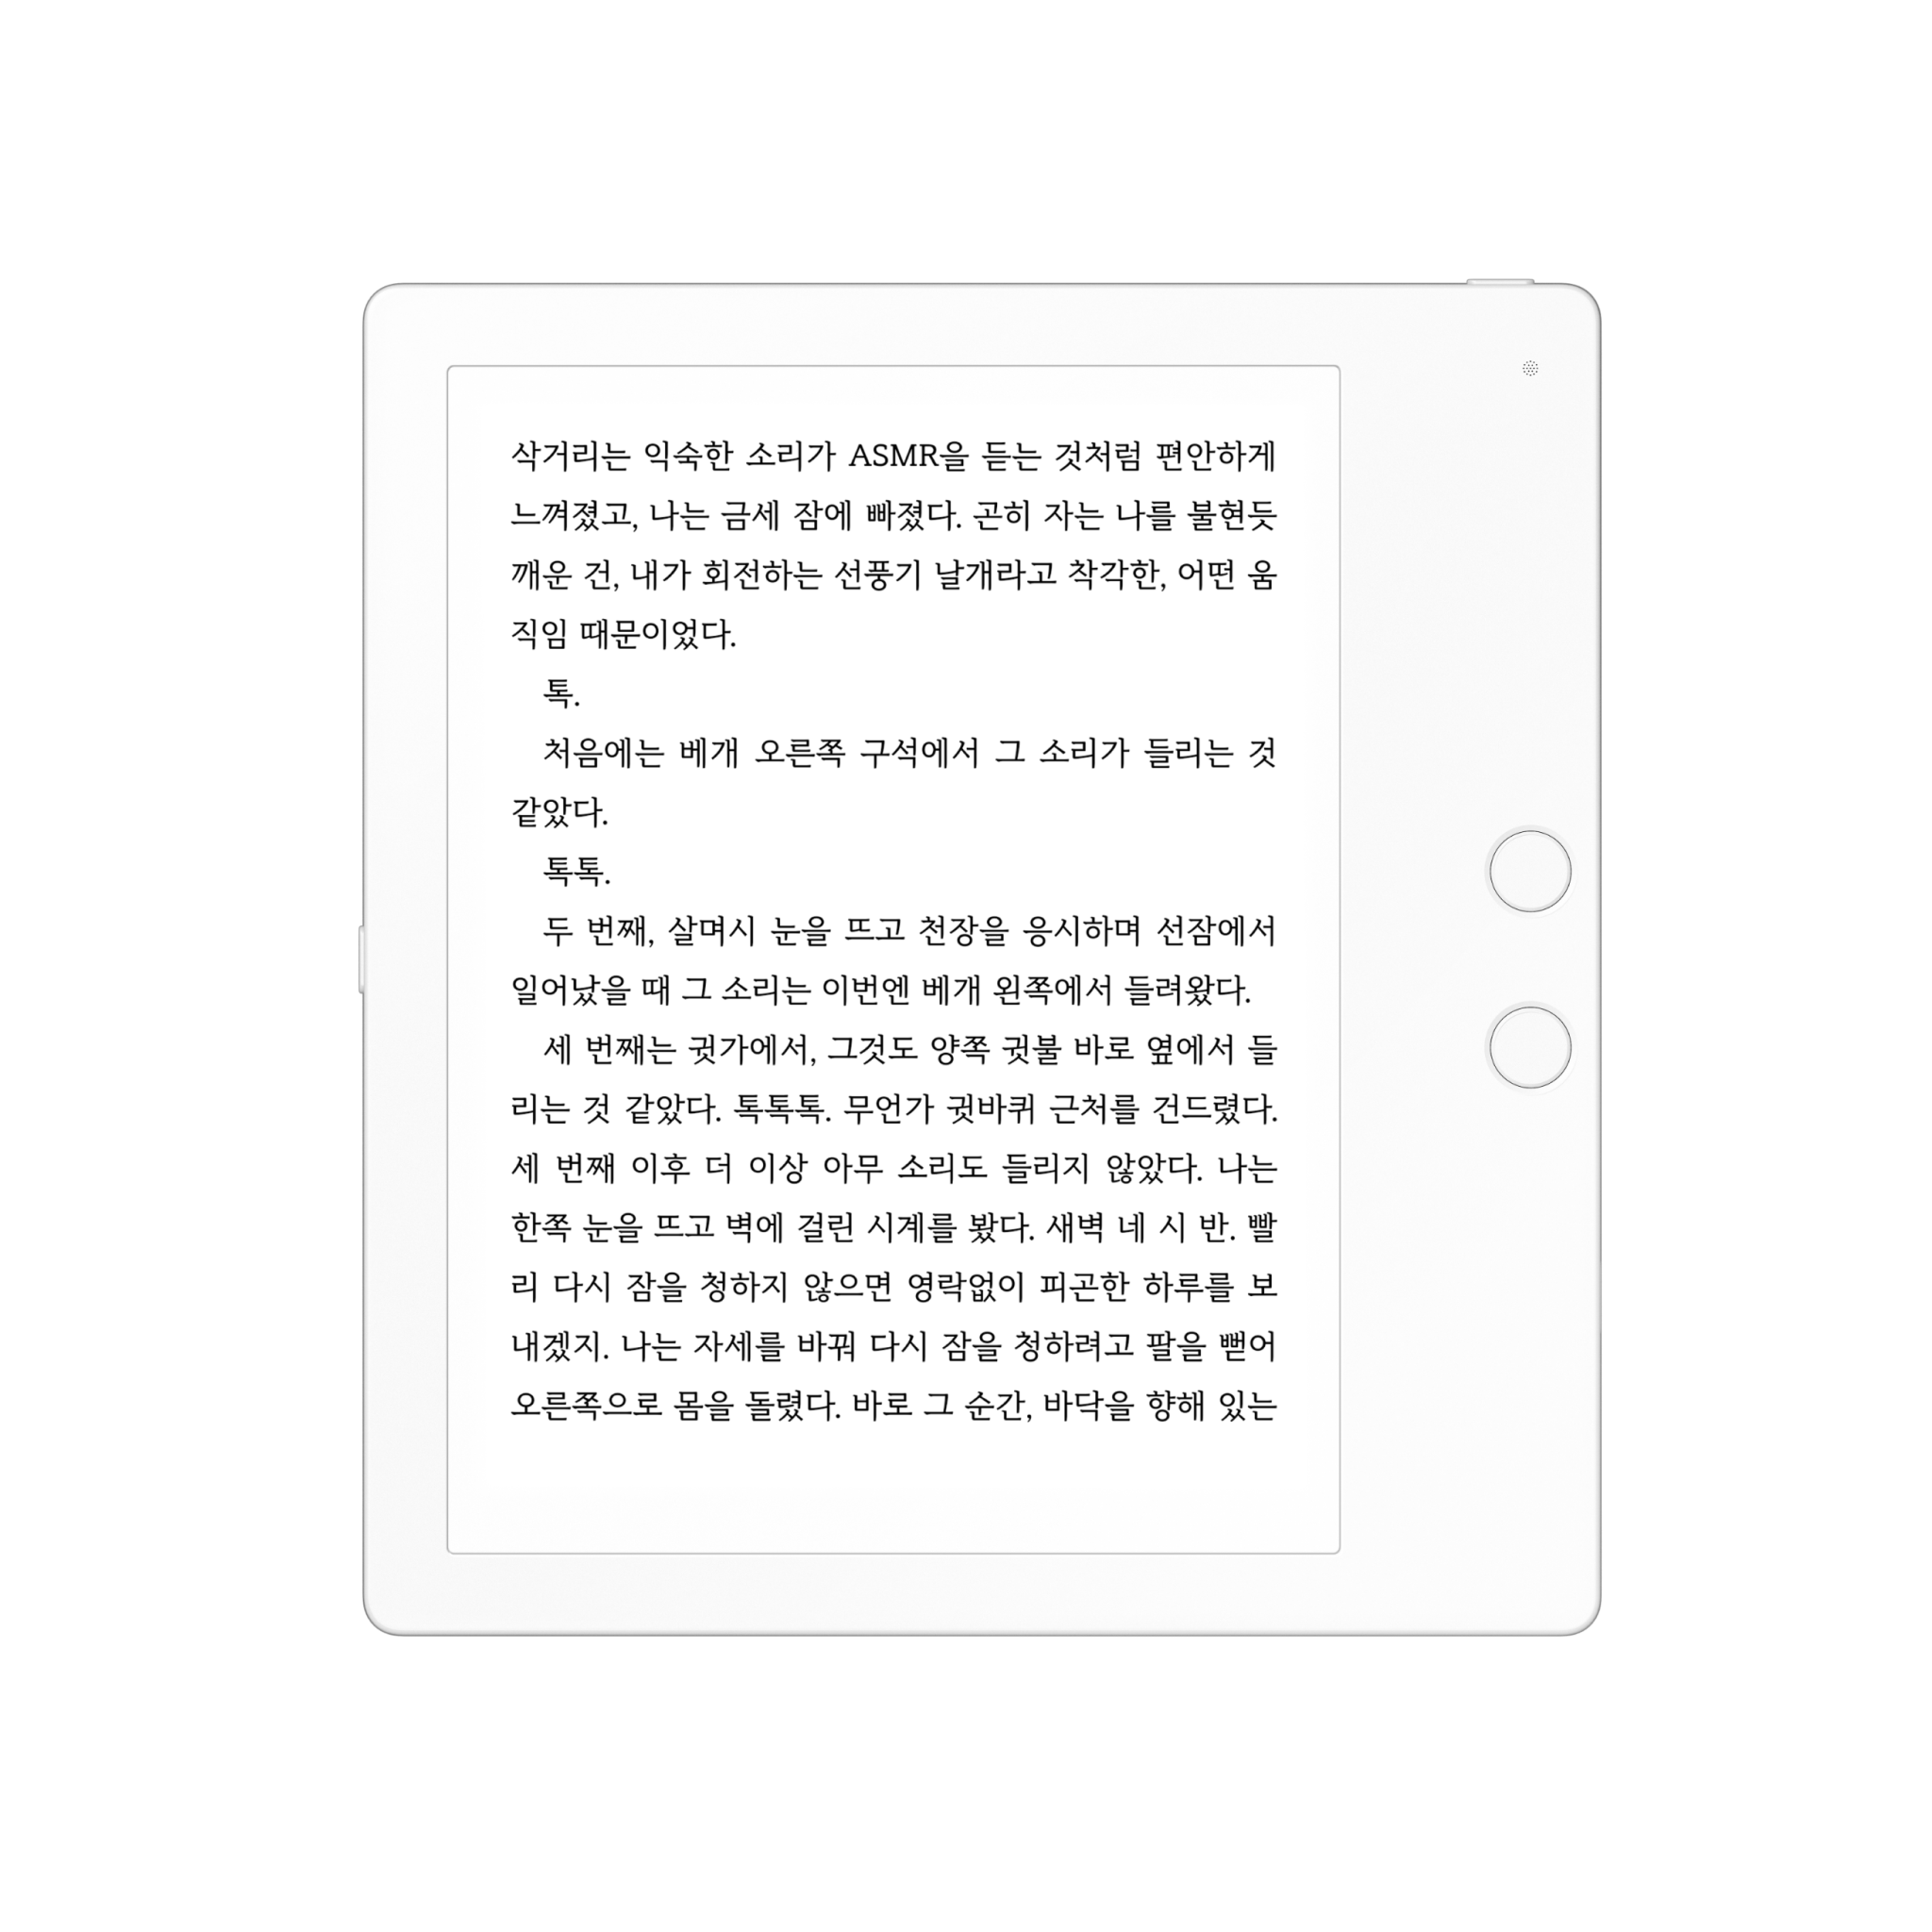 삭거리는 익숙한 소리가 ASMR을 듣는 것처럼 편안하게
느껴졌고, 나는 금세 잠에 빠졌다. 곤히 자는 나를 불현듯
깨운 건, 내가 회전하는 선풍기 날개라고 착각한, 어떤 움
직임 때문이었다.
톡.
처음에는 베개 오른쪽 구석에서 그 소리가 들리는 것
같았다.
톡톡.
두 번째, 살며시 눈을 뜨고 천장을 응시하며 선잠에서
일어났을 때 그 소리는 이번엔 베개 왼쪽에서 들려왔다.
세 번째는 귓가에서, 그것도 양쪽 귓불 바로 옆에서 들
리는 것 같았다. 톡톡톡. 무언가 귓바퀴 근처를 건드렸다.
세 번째 이후 더 이상 아무 소리도 들리지 않았다. 나는
한쪽 눈을 뜨고 벽에 걸린 시계를 봤다. 새벽 네 시 반. 빨
리 다시 잠을 청하지 않으면 영락없이 피곤한 하루를 보
내겠지. 나는 자세를 바꿔 다시 잠을 청하려고 팔을 뻗어
오른쪽으로 몸을 돌렸다. 바로 그 순간, 바닥을 향해 있는